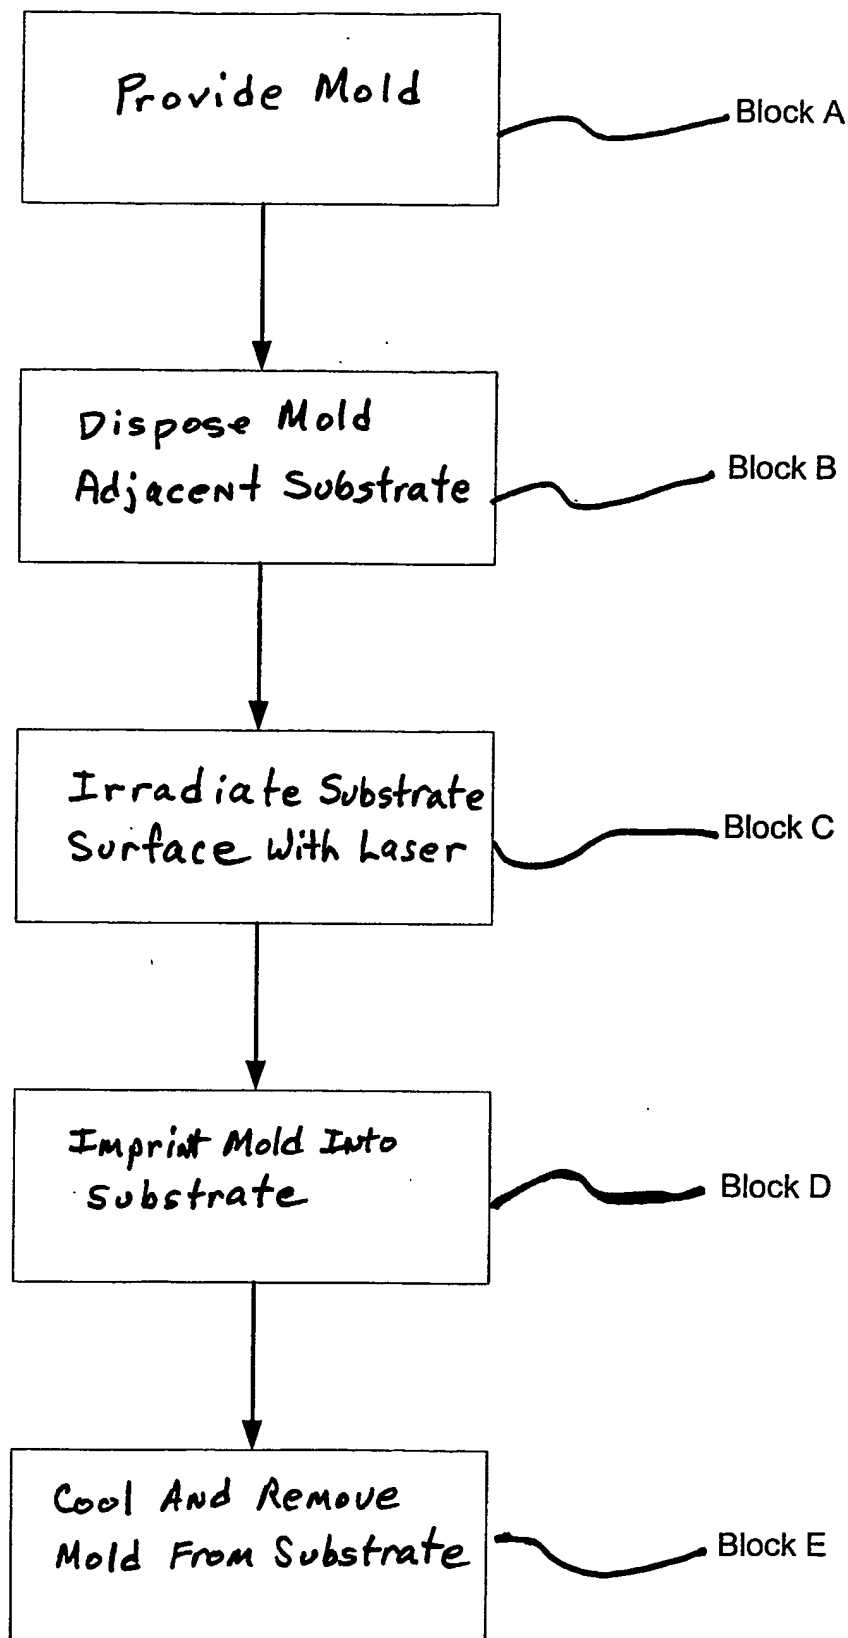 Provide Mold
Block A
Dispose Mold
Adjacent Substrate
Block B
Irradiate Substrate
Surface With Laser
Block C
Imprint Mold Into
Substrate
Block D
Cool And Remove
Mold From Substrate
Block E